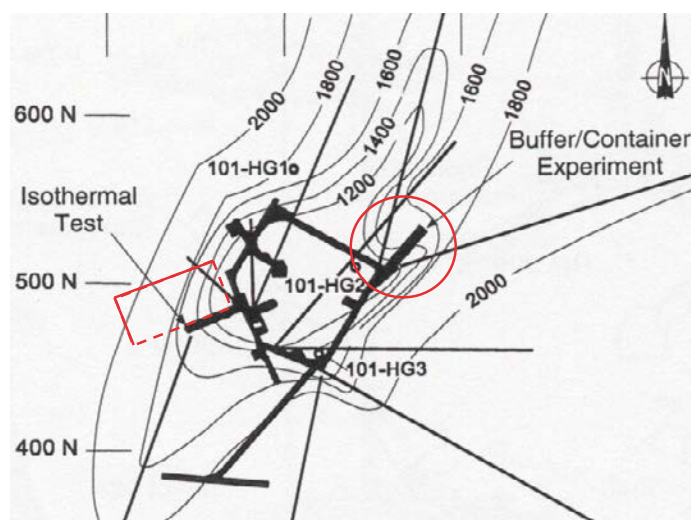 2000
1800
1600
1400
1200
1600
1800
2000
N
600 N
500 N
400 N
101-HG1
Buffer/Container
Experiment
Isothermal
Test
101-HG2
101-HG3